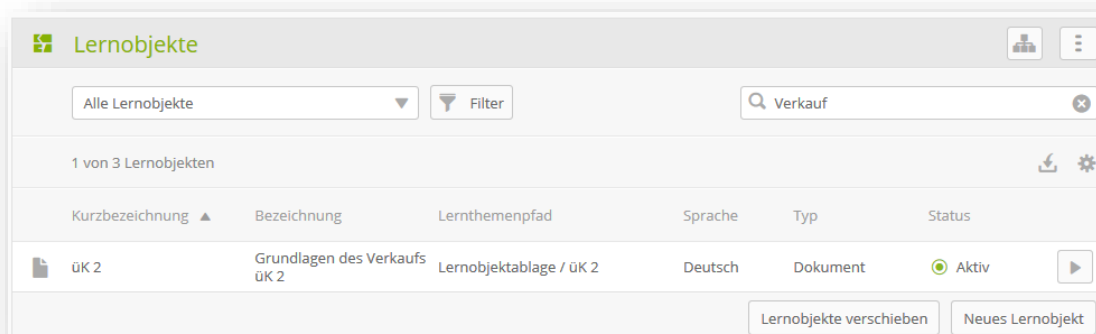 Lernobjekte
Alle Lernobjekte
Filter
Verkauf
1 von 3 Lernobjekten
Kurzbezeichnung Bezeichnung Lernthemenpfad Sprache Typ Status
üK 2 Grundlagen des Verkaufs üK 2 Lernobjektablage / üK 2 Deutsch Dokument Aktiv
Lernobjekte verschieben Neues Lernobjekt